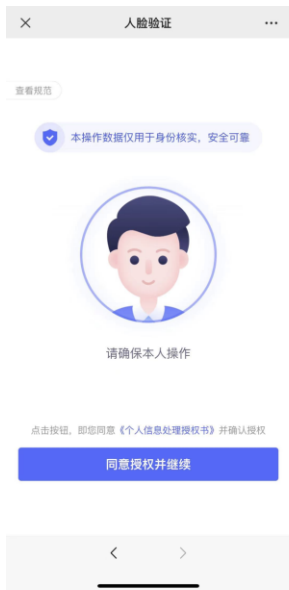 人脸验证
查看规范
本操作数据仅用于身份核实，安全可靠
请确保本人操作
点击按钮，即您同意《个人信息处理授权书》并确认授权
同意授权并继续